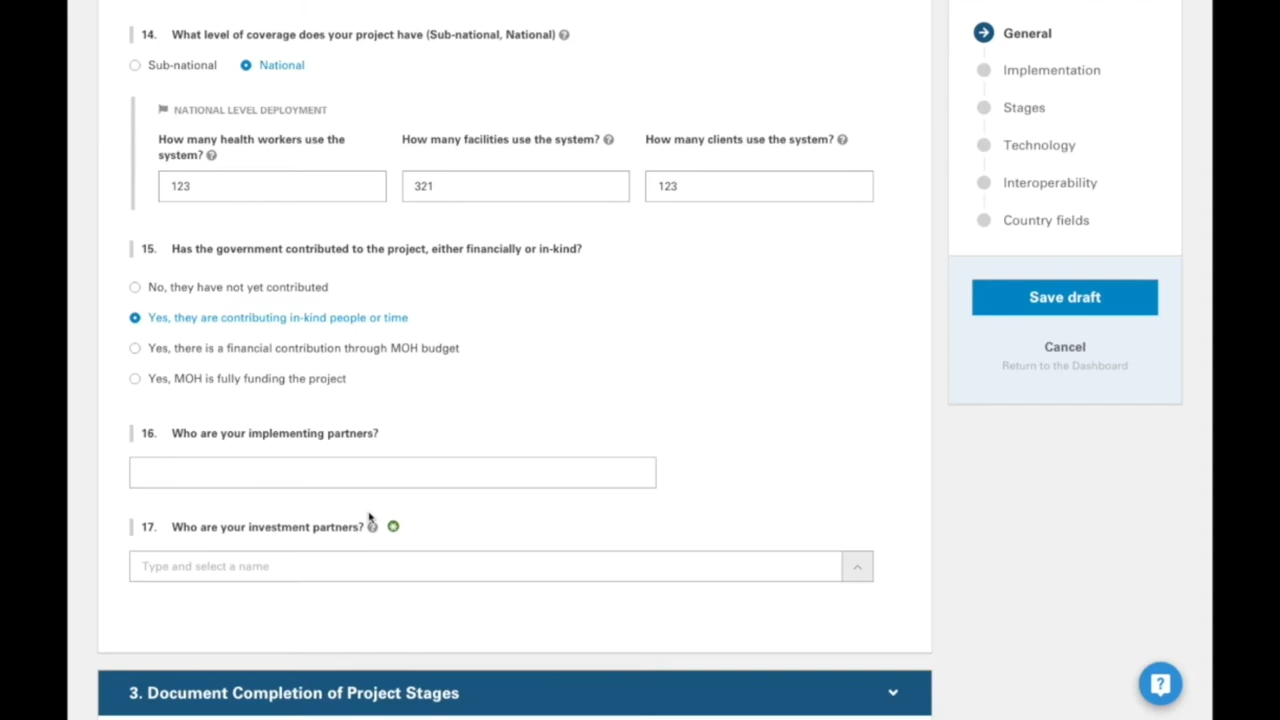 14. What level of coverage does your project have (Sub-national, National) ?
Sub-national National
NATIONAL LEVEL DEPLOYMENT
How many health workers use the system? ?
How many facilities use the system? ?
How many clients use the system? ?
123
321
123
15. Has the government contributed to the project, either financially or in-kind?
No, they have not yet contributed
Yes, they are contributing in-kind people or time
Yes, there is a financial contribution through MOH budget
Yes, MOH is fully funding the project
16. Who are your implementing partners?
17. Who are your investment partners? ?
Type and select a name
3. Document Completion of Project Stages
General
Implementation
Stages
Technology
Interoperability
Country fields
Save draft
Cancel
Return to the Dashboard
?